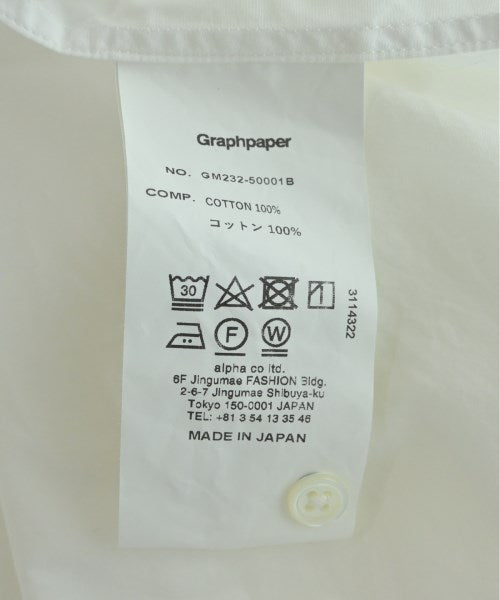 Graphpaper
NO. GM232-50001B
COMP. COTTON 100%
コットン 100%
30
3114322
F
W
alpha co ltd.
6F Jingumae FASHION Bldg.
2-6-7 Jingumae Shibuya-ku
Tokyo 150-0001 JAPAN
TEL: +81 3 54 13 35 46
MADE IN JAPAN